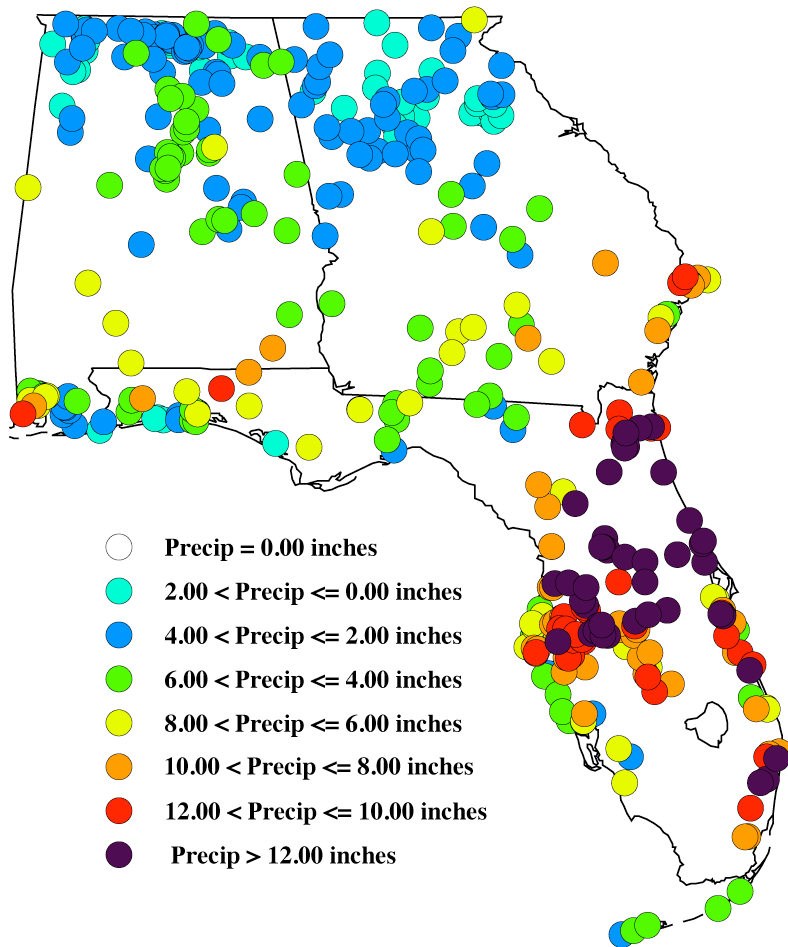 Precip = 0.00 inches
2.00 < Precip <= 0.00 inches
4.00 < Precip <= 2.00 inches
6.00 < Precip <= 4.00 inches
8.00 < Precip <= 6.00 inches
10.00 < Precip <= 8.00 inches
12.00 < Precip <= 10.00 inches
Precip > 12.00 inches